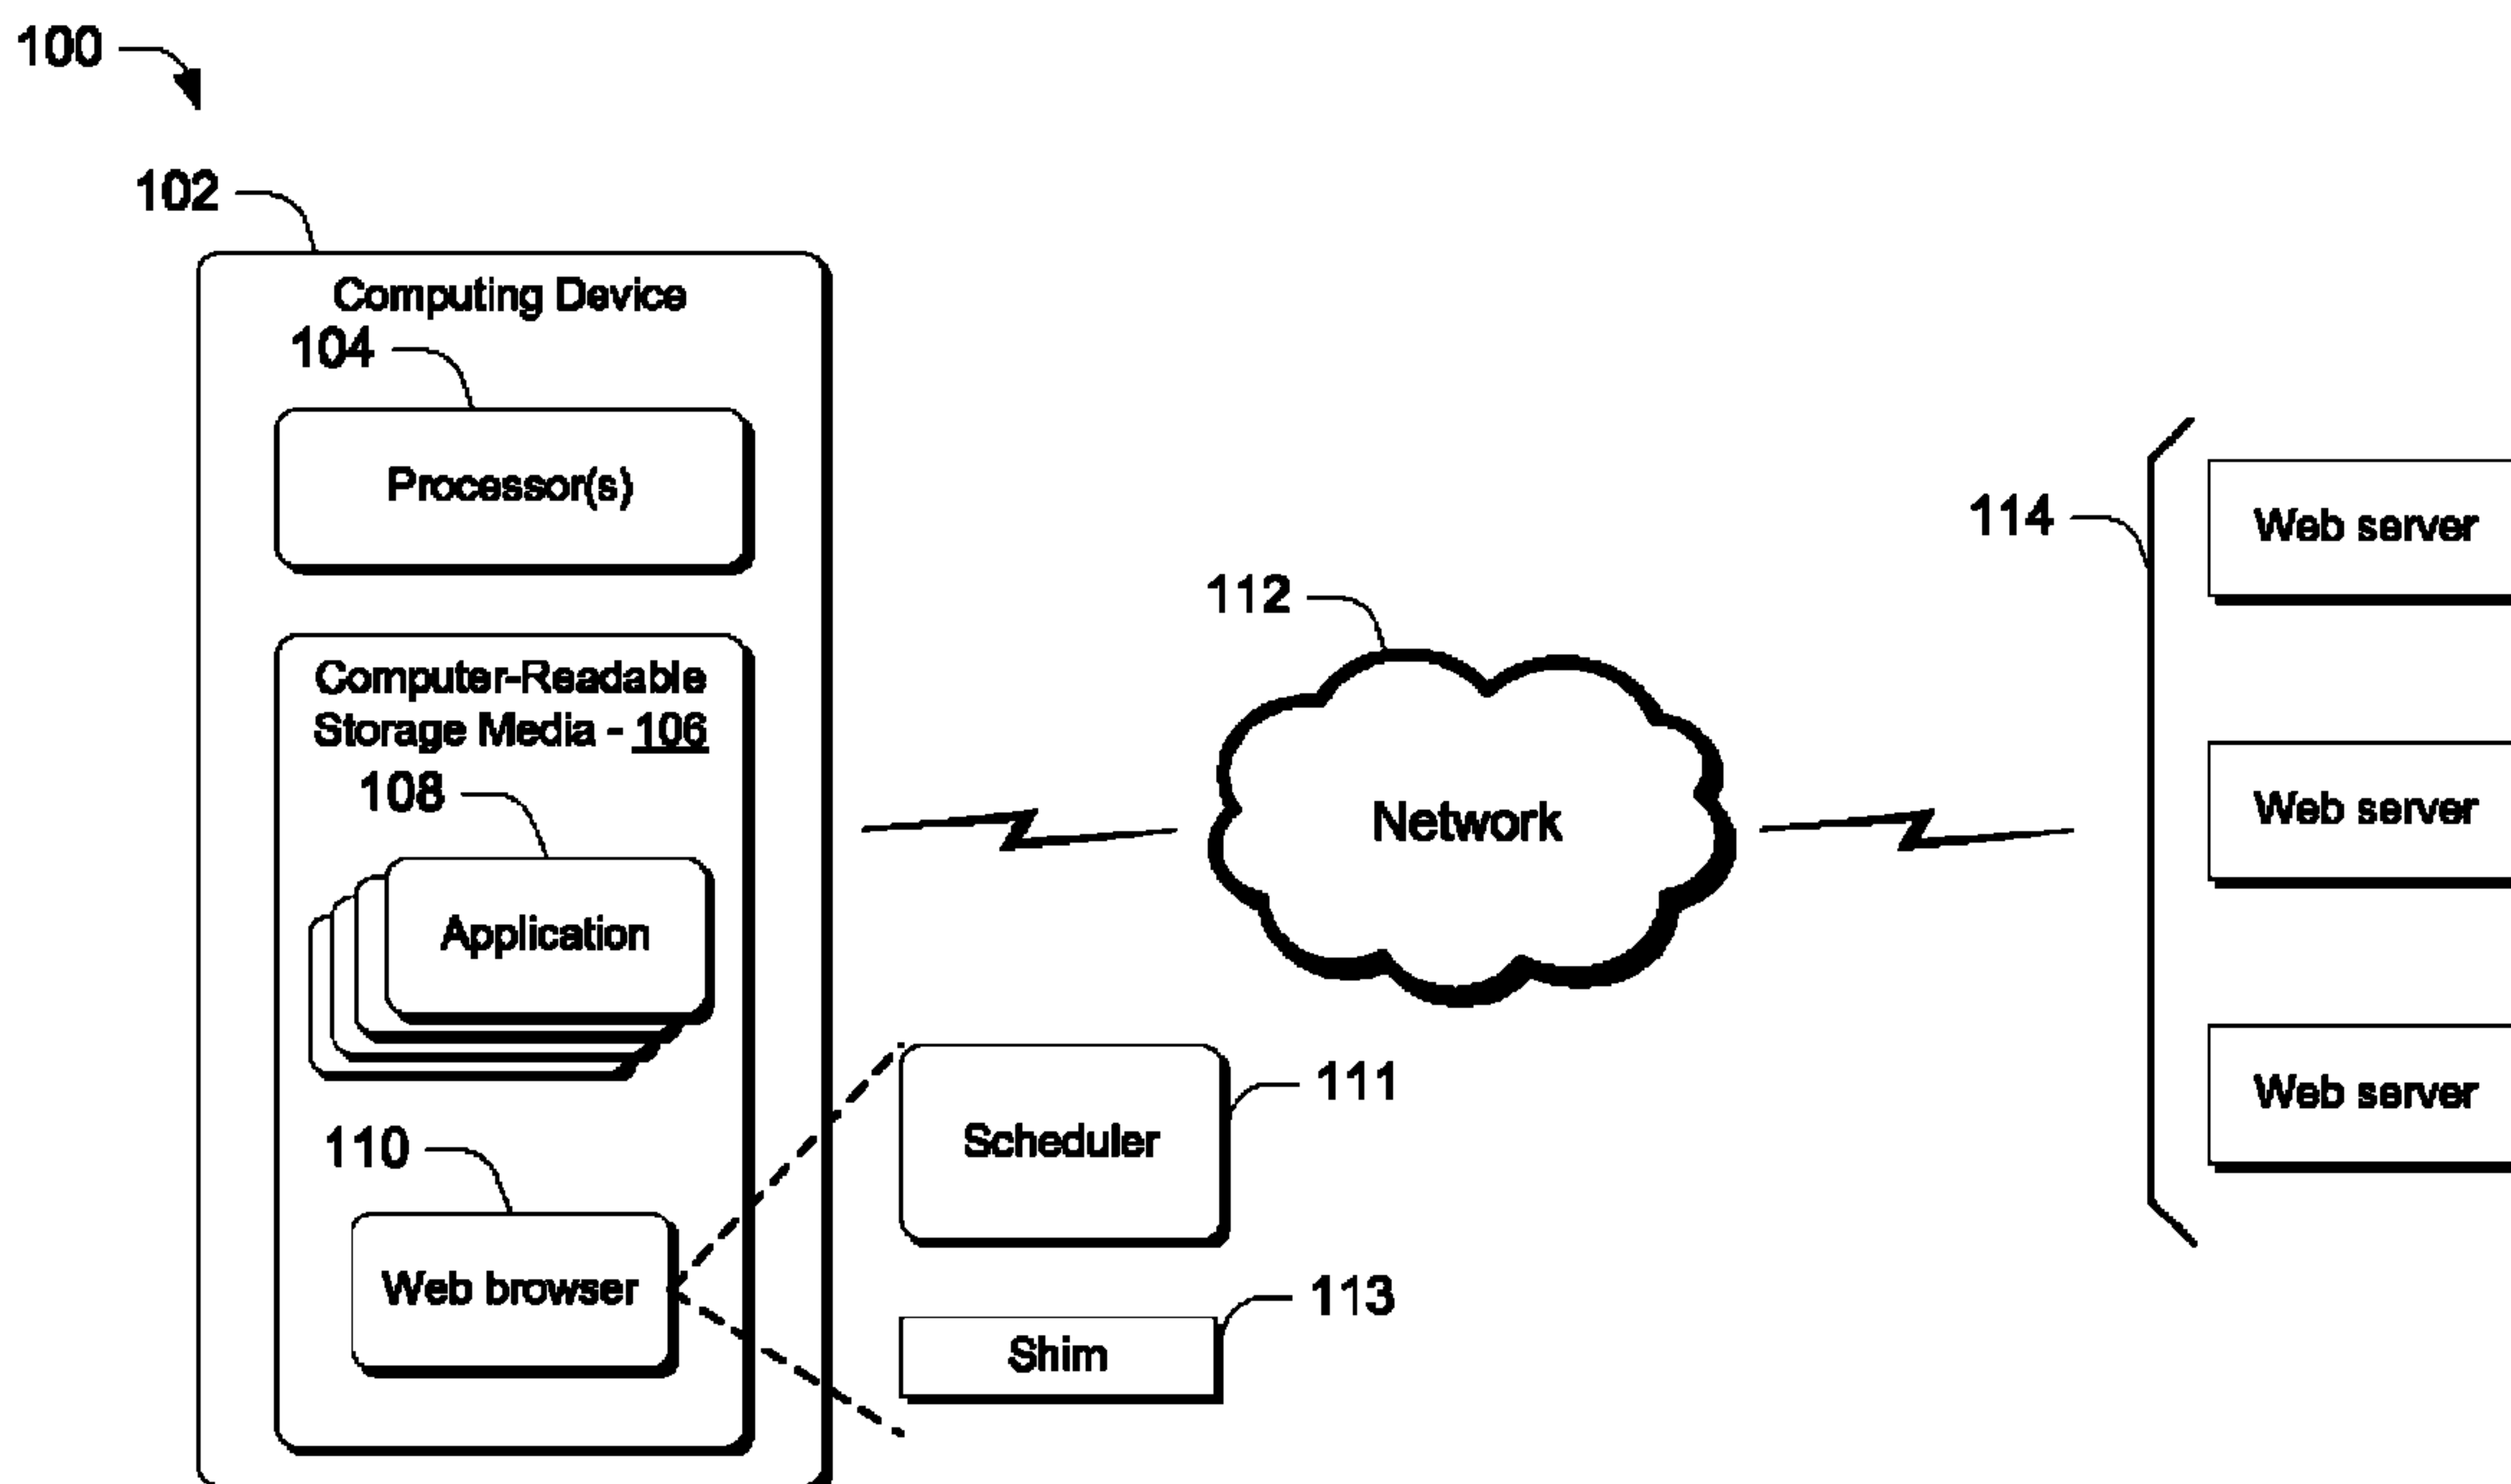 100
102
Computing Device
104
Processor(s)
Computer-Readable
Storage Media - 106
108
Application
110
Web browser
112
Network
Scheduler
111
Shim
113
114
Web server
Web server
Web server